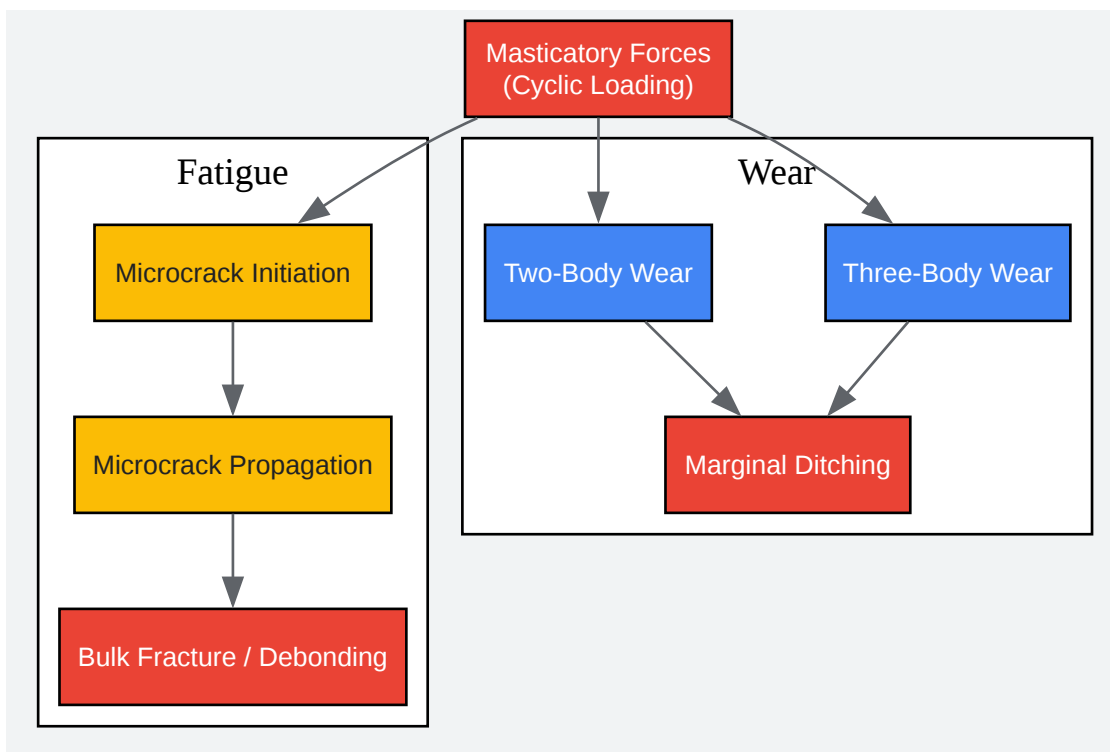 Masticatory Forces
(Cyclic Loading)
Fatigue
Microcrack Initiation
Microcrack Propagation
Bulk Fracture / Debonding
Wear
Two-Body Wear
Three-Body Wear
Marginal Ditching